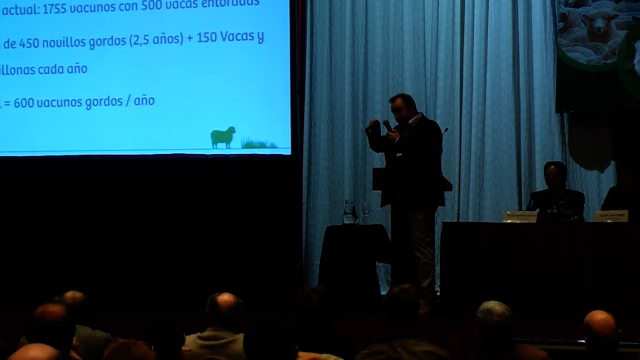 actual: 1755 vacunos con 500 vacas entoradas
de 450 novillos gordos (2,5 años) + 150 Vacas y
illonas cada año
= 600 vacunos gordos / año